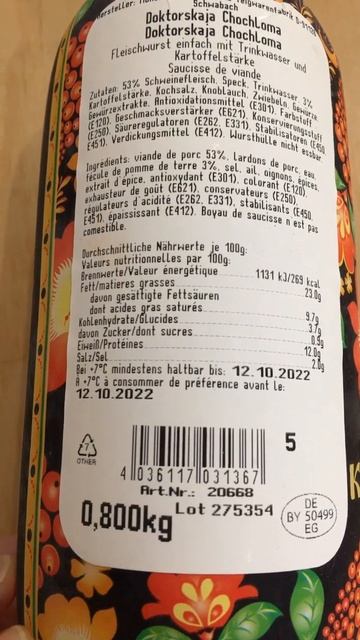 Schwabach
Doktorskaja ChochLoma
Doktorskaja ChochLoma
Fleischwurst einfach mit Trinkwasser und
Kartoffelstärke
Saucisse de viande
Zutaten: 53% Schweinefleisch, Speck, Trinkwasser, 3%
Kartoffelstärke, Kochsalz, Knoblauch, Zwiebeln, Gewürze,
Gewürzextrakte, Antioxidationsmittel (E301), Farbstoff
(E120), Geschmacksverstärker (E621), Konservierungsstoff
(E250), Säureregulatoren (E262, E331), Stabilisatoren (E450,
E451), Verdickungsmittel (E412). Wursthülle nicht essbar
Ingrédients: viande de porc 53%, Lardons de porc, eau,
fécule de pomme de terre 3%, sel, ail, oignons, épices,
extrait d'épice, antioxydant (E301), colorant (E120),
exhausteur de goût (E621), conservateurs (E250),
régulateurs d'acidité (E262, E331), stabilisants (E450,
E451), épaississant (E412). Boyau de saucisse n'est pas
comestible.
Durchschnittliche Nährwerte je 100g:
Valeurs nutritionnelles par 100g:
Brennwerte/Valeur énergétique 1131 kJ/269 kcal
Fett/matieres grasses 23.0g
davon gesättigte Fettsäuren
dont acides gras saturés 9.7g
Kohlenhydrate/Glucides 3.7g
davon Zucker/dont sucres 0.9g
Eiweiß/Protéines 12.0g
Salz/Sel 2.0g
Bei +7°C mindestens haltbar bis: 12.10.2022
A +7°C à consommer de préférence avant le:
12.10.2022
7
OTHER
5
4 036117 031367
Art.Nr.: 20668
Lot 275354
0,800kg
DE
BY 50499
EG